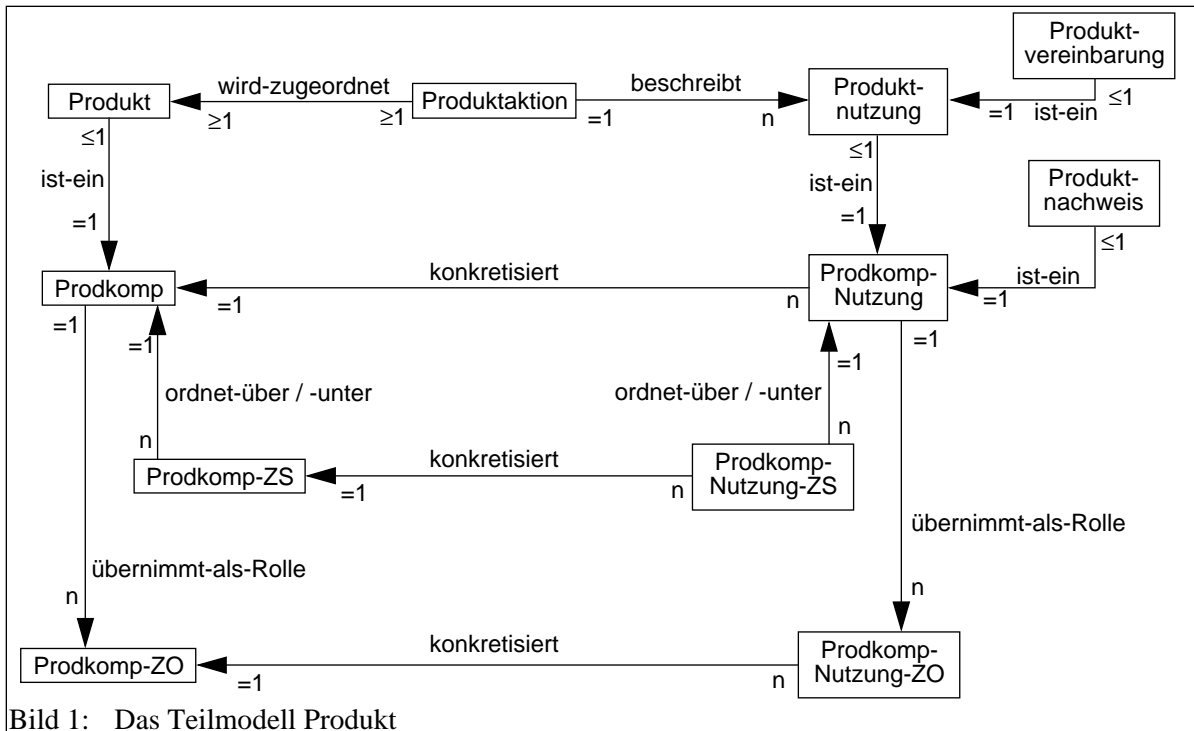 Produkt-
vereinbarung
wird-zugeordnet
beschreibt
Produkt
Produktaktion
Produkt-
nutzung
≥1
≥1
=1
n
=1
≤1
ist-ein
≤1
ist-ein
=1
≤1
ist-ein
=1
Produkt-
nachweis
≤1
ist-ein
=1
Prodkomp
konkretisiert
Prodkomp-
Nutzung
=1
n
=1
=1
=1
=1
ordnet-über / -unter
ordnet-über / -unter
n
n
Prodkomp-ZS
konkretisiert
Prodkomp-
Nutzung-ZS
=1
n
übernimmt-als-Rolle
übernimmt-als-Rolle
n
n
Prodkomp-ZO
konkretisiert
Prodkomp-
Nutzung-ZO
=1
n
Bild 1: Das Teilmodell Produkt